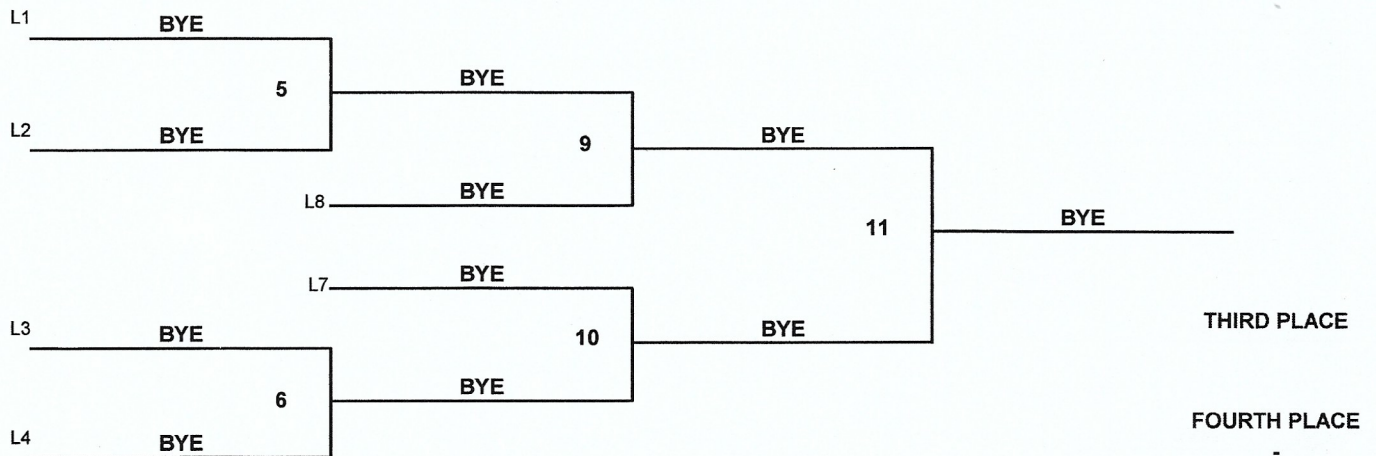 L1 BYE
5 BYE
L2 BYE
9 BYE
L8 BYE
11 BYE
L7 BYE
THIRD PLACE
L3 BYE
10 BYE
6 BYE
FOURTH PLACE
L4 BYE
-